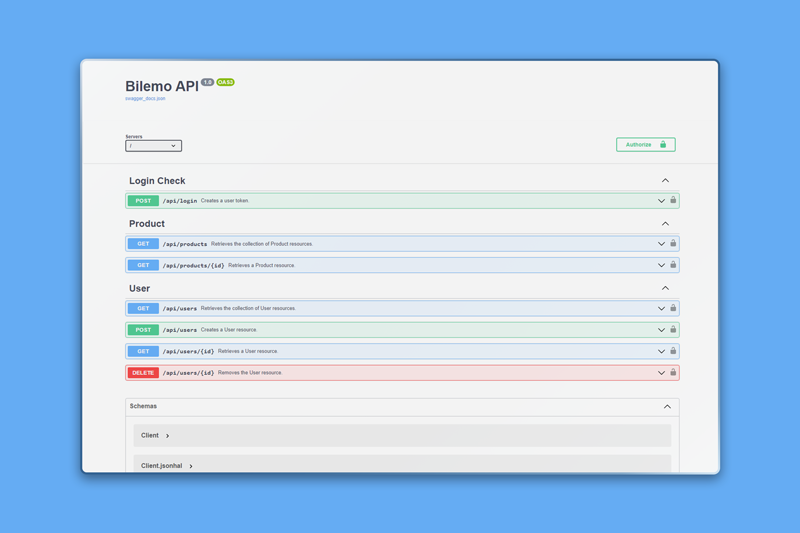 Bilemo API 1.0 OAS3
swagger_docs.json
Servers
/
Authorize
Login Check
POST /api/login Creates a user token.
Product
GET /api/products Retrieves the collection of Product resources.
GET /api/products/{id} Retrieves a Product resource.
User
GET /api/users Retrieves the collection of User resources.
POST /api/users Creates a User resource.
GET /api/users/{id} Retrieves a User resource.
DELETE /api/users/{id} Removes the User resource.
Schemas
Client
Client.jsonhal